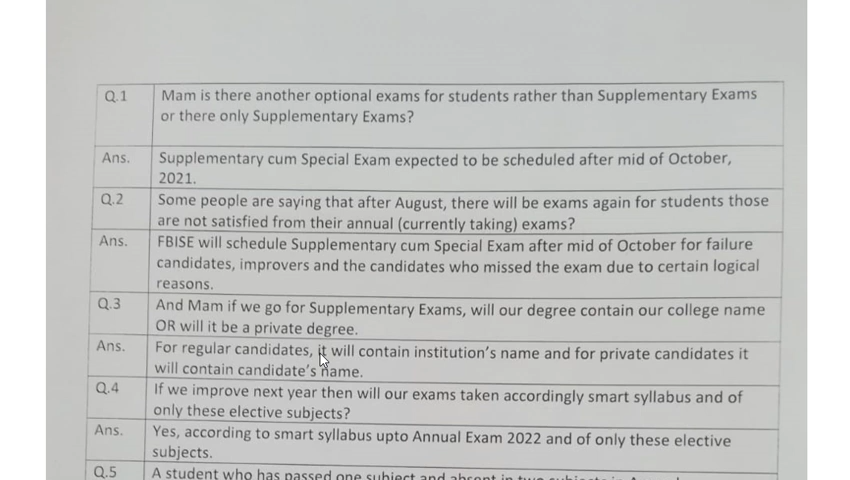 Q.1 Mam is there another optional exams for students rather than Supplementary Exams
or there only Supplementary Exams?
Ans. Supplementary cum Special Exam expected to be scheduled after mid of October,
2021.
Q.2 Some people are saying that after August, there will be exams again for students those
are not satisfied from their annual (currently taking) exams?
Ans. FBISE will schedule Supplementary cum Special Exam after mid of October for failure
candidates, improvers and the candidates who missed the exam due to certain logical
reasons.
Q.3 And Mam if we go for Supplementary Exams, will our degree contain our college name
OR will it be a private degree.
Ans. For regular candidates, it will contain institution's name and for private candidates it
will contain candidate's name.
Q.4 If we improve next year then will our exams taken accordingly smart syllabus and of
only these elective subjects?
Ans. Yes, according to smart syllabus upto Annual Exam 2022 and of only these elective
subjects.
Q.5 A student who has passed one subject and absent in two subjects in